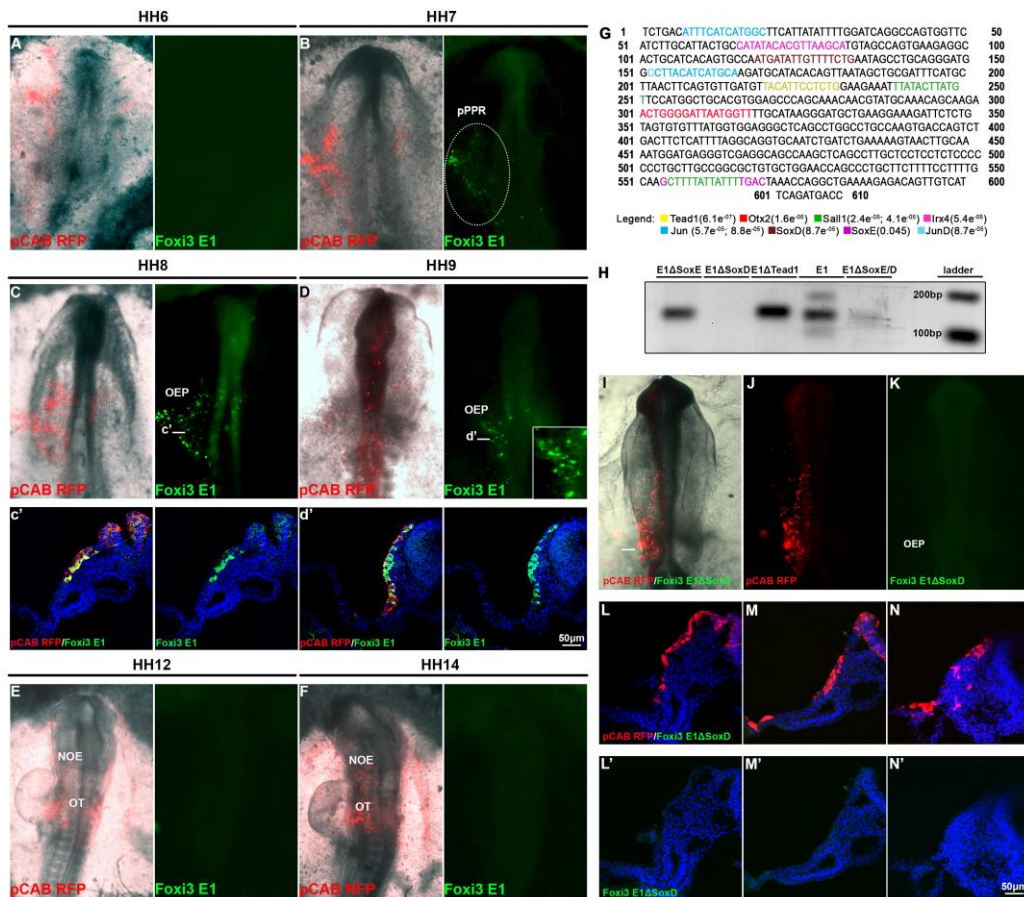 HH6
HH7
A
pCAB RFP
Foxi3 E1
B
pPPR
pCAB RFP
Foxi3 E1
HH8
HH9
C
OEP
c'
pCAB RFP
Foxi3 E1
D
OEP
d'
pCAB RFP
Foxi3 E1
c'
pCAB RFP/Foxi3 E1
Foxi3 E1
d'
pCAB RFP/Foxi3 E1
Foxi3 E1
50µm
HH12
HH14
E
NOE
OT
pCAB RFP
Foxi3 E1
F
NOE
OT
pCAB RFP
Foxi3 E1
G
1 TCTGACATTTCATCATGGCTTCATTATATTTTGGATCAGGCCAGTGGTTC 50
51 ATCTTGCATTACTGCCATATACACGTTAAGCATGTAGCCAGTGAAGAGGC 100
101 ACTGCATCACAGTGCCAATGATATTGTTTTCTGAATAGCCTGCAGGGATG 150
151 GCCTTACATCATGCAAGATGCATACACAGTTAATAGCTGCGATTTCATGC 200
201 TTAACTTCAGTGTTGATGTTACATTCCTCTGGAAGAAATTTATACTTATG 250
TTCCATGGCTGCACGTGGAGCCCAGCAAACAACGTATGCAAACAGCAAGA 300
301 ACTGGGGATTAATGGTTTTGCATAAGGGATGCTGAAGGAAAGATTCTCTG 350
351 TAGTGTGTTTATGGTGGAGGGGCTCAGCCTGGCCTGCCAAGTGACCAGTCT 400
401 GACTTCTCATTTTAGGCAGTGCAATCTGATCTGAAAAAGTAACTTGCACA 450
451 AATGGATGAGGGTCGAGGCAGCCAAGCTCAGCCTTGCTCCTCCTCTCCCC 500
501 CCCTGCTTGCCGGCGCTGTGCTGGAACCAGCCCTGCTTCTTTTCCTTTTG 550
551 CAAGCTTTTATTATTTTGACTAAACCAGGCTGAAAAGAGACAGTTGTCAT 600
601 TCAGATGACC 610
Legend: Tead1(6.1e-07) Otx2(1.6e-05) Sall1(2.4e-05; 4.1e-05) Irx4(5.4e-05)
Jun (5.7e-05; 8.8e-05) SoxD(8.7e-05) SoxE(0.045) JunD(8.7e-05)
H
E1ΔSoxE E1ΔSoxD E1ΔTead1 E1 E1ΔSoxE/D ladder
200bp
100bp
I
pCAB RFP/Foxi3 E1ΔSoxD
J
pCAB RFP
K
OEP
Foxi3 E1ΔSoxD
L
M
N
pCAB RFP/Foxi3 E1ΔSoxD
L'
M'
N'
Foxi3 E1ΔSoxD
50µm